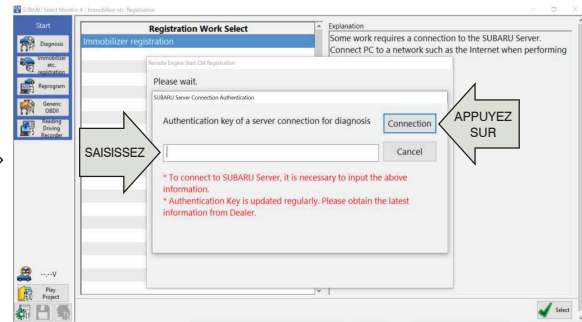 SUBARU Select Monitor 4 - Immobilizer etc. Registration
Start
Diagnosis
Immobilizer
etc.
registration
Reprogram
Generic
OBDII
Reading
Driving
Recorder
--.--V
Play
Project
Registration Work Select
Immobilizer registration
Explanation
Some work requires a connection to the SUBARU Server.
Connect PC to a network such as the Internet when performing
Remote Engine Start CM Registration
Please wait.
SUBARU Server Connection Authentication
Authentication key of a server connection for diagnosis
Connection
Cancel
* To connect to SUBARU Server, it is necessary to input the above
information.
* Authentication Key is updated regularly. Please obtain the latest
information from Dealer.
SAISISSEZ
APPUYEZ
SUR
Select